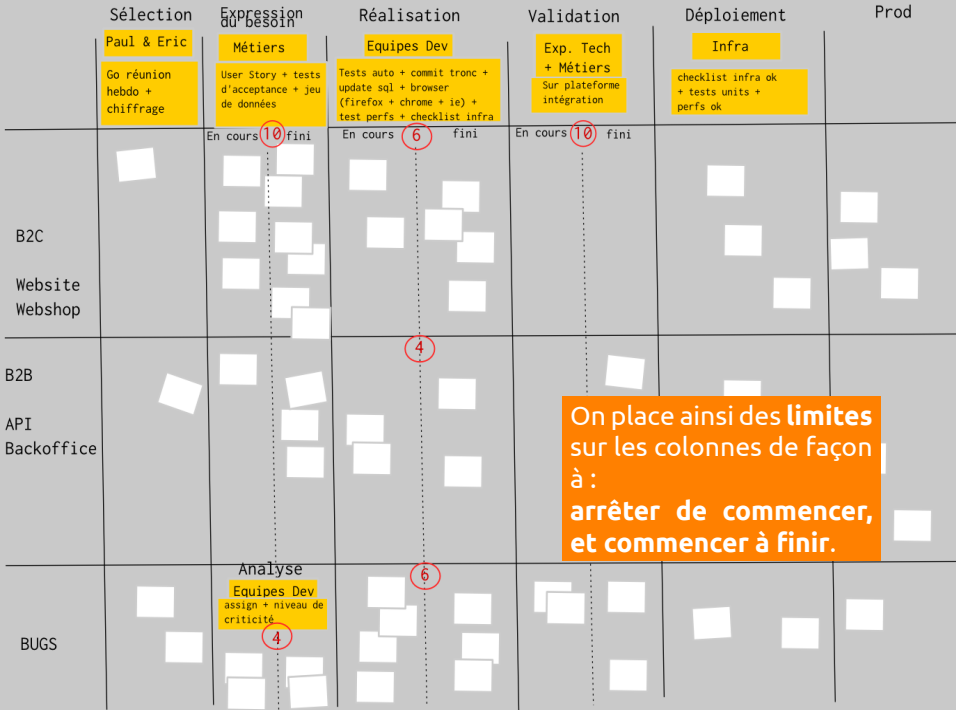 Sélection
Expression
du besoin
Réalisation
Validation
Déploiement
Prod
Paul & Eric
Métiers
Equipes Dev
Exp. Tech
+ Métiers
Infra
Go réunion
hebdo +
chiffrage
User Story + tests
d'acceptance + jeu
de données
Tests auto + commit tronc +
update sql + browser
(firefox + chrome + ie) +
test perfs + checklist infra
Sur plateforme
intégration
checklist infra ok
+ tests units +
perfs ok
En cours 10 fini
En cours 6 fini
En cours 10 fini
B2C
Website
Webshop
4
B2B
API
Backoffice
On place ainsi des limites
sur les colonnes de façon
à :
arrêter de commencer,
et commencer à finir.
Analyse
Equipes Dev
assign + niveau de
criticité
4
6
BUGS